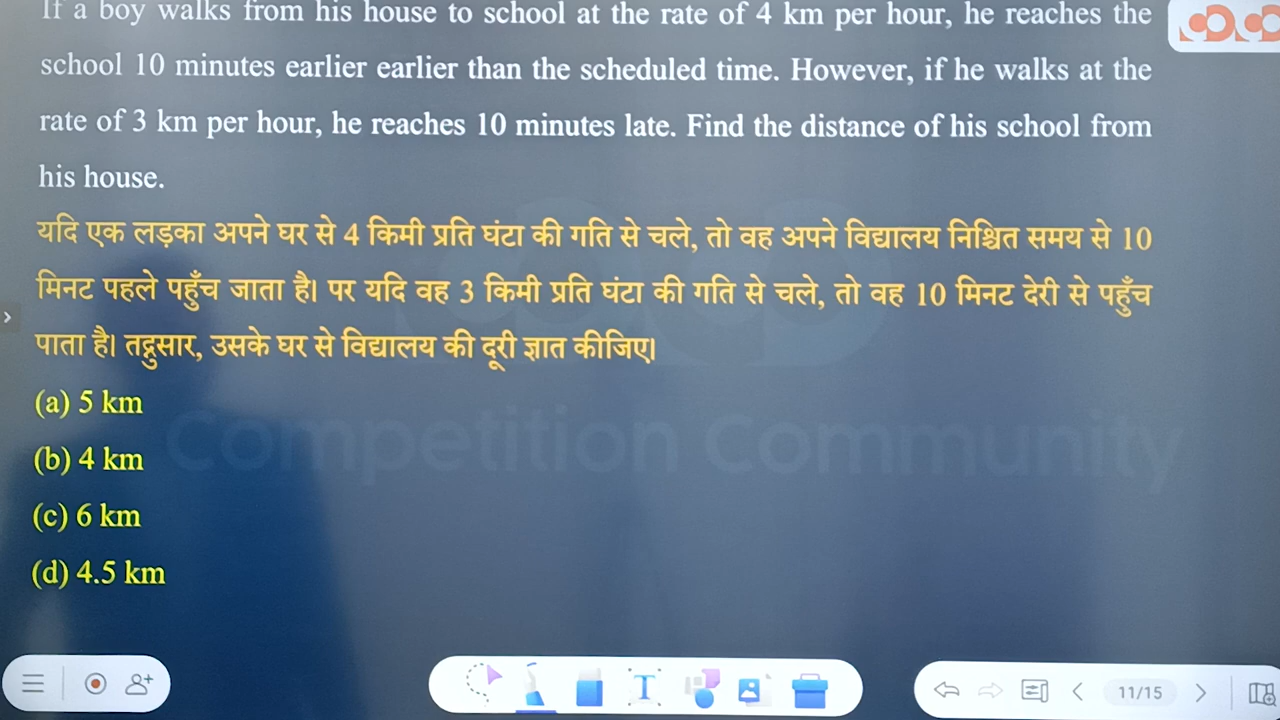 If a boy walks from his house to school at the rate of 4 km per hour, he reaches the
school 10 minutes earlier earlier than the scheduled time. However, if he walks at the
rate of 3 km per hour, he reaches 10 minutes late. Find the distance of his school from
his house.
यदि एक लड़का अपने घर से 4 किमी प्रति घंटा की गति से चले, तो वह अपने विद्यालय निश्चित समय से 10
मिनट पहले पहुँच जाता है। पर यदि वह 3 किमी प्रति घंटा की गति से चले, तो वह 10 मिनट देरी से पहुँच
पाता है। तद्नुसार, उसके घर से विद्यालय की दूरी ज्ञात कीजिए।
(a) 5 km
(b) 4 km
Competition Community
(c) 6 km
(d) 4.5 km
T
11/15